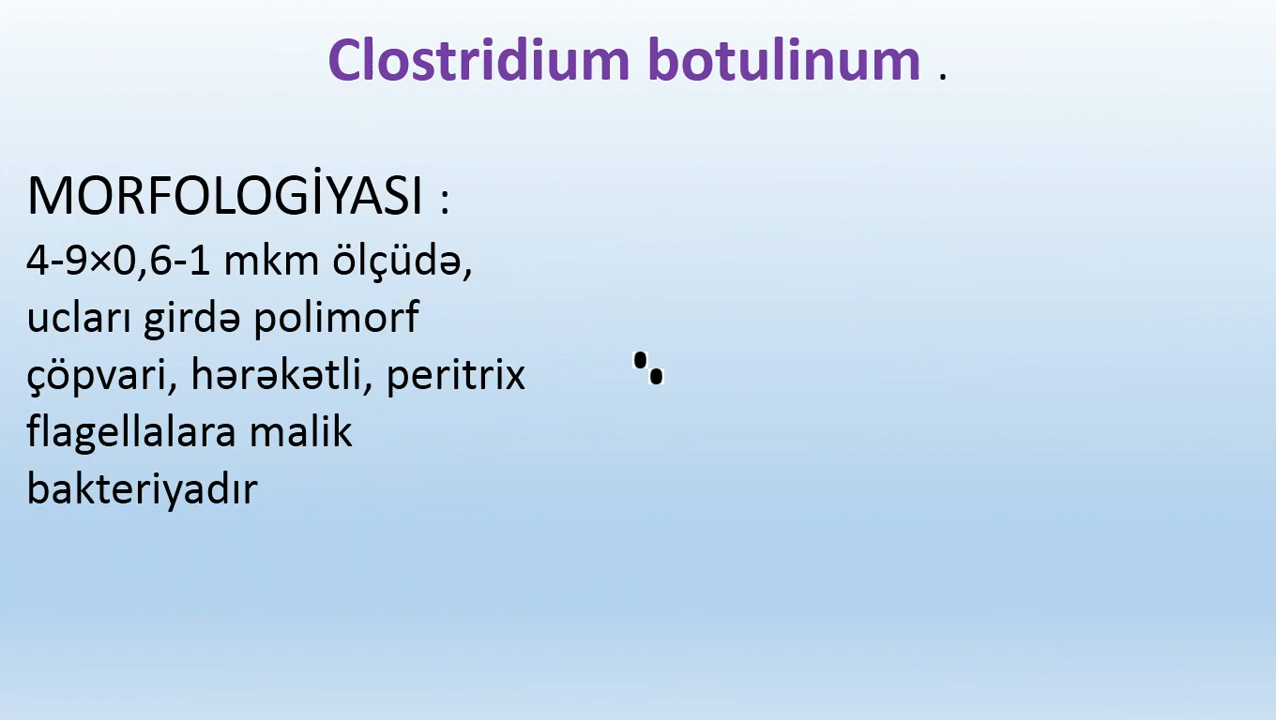 Clostridium botulinum .
MORFOLOGİYASI :
4-9×0,6-1 mkm ölçüdə,
ucları girdə polimorf
çöpvari, hərəkətli, peritrix
flagellalara malik
bakteriyadır